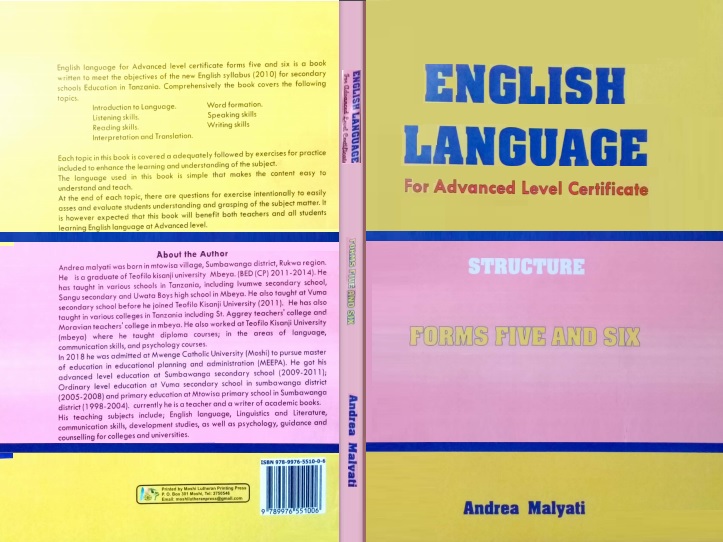 English language for Advanced level certificate forms five and six is a book
written to meet the objectives of the new English syllabus (2010) for secondary
schools Education in Tanzania. Comprehensively the book covers the following
topics.
Introduction to Language.
Listening skills.
Reading skills.
Interpretation and Translation.
Word formation.
Speaking skills
Writing skills
Each topic in this book is covered a adequately followed by exercises for practice
included to enhance the learning and understanding of the subject.
The language used in this book is simple that makes the content easy to
understand and teach.
At the end of each topic, there are questions for exercise intentionally to easily
asses and evaluate students understanding and grasping of the subject matter. It
is however expected that this book will benefit both teachers and all students
learning English language at Advanced level.
About the Author
Andrea malyati was born in mtowisa village, Sumbawanga district, Rukwa region.
He is a graduate of Teofilo kisanji university Mbeya. (BED (CP) 2011-2014). He
has taught in various schools in Tanzania, including Ivumwe secondary school,
Sangu secondary and Uwata Boys high school in Mbeya. He also taught at Vuma
secondary school before he joined Teofilo Kisanji University (2011). He has also
taught in various colleges in Tanzania including St. Aggrey teachers' college and
Moravian teachers' college in mbeya. He also worked at Teofilo Kisanji University
(mbeya) where he taught diploma courses; in the areas of language,
communication skills, and psychology courses.
In 2018 he was admitted at Mwenge Catholic University (Moshi) to pursue master
of education in educational planning and administration (MEEPA). He got his
advanced level education at Sumbawanga secondary school (2009-2011);
Ordinary level education at Vuma secondary school in sumbawanga district
(2005-2008) and primary education at Mtowisa primary school in Sumbawanga
district (1998-2004). currently he is a teacher and a writer of academic books.
His teaching subjects include; English language, Linguistics and Literature,
communication skills, development studies, as well as psychology, guidance and
counselling for colleges and universities.
Printed by Moshi Lutheran Printing Press
P. O. Box 301 Moshi, Tel: 2750546
Email: moshilutheranpress@gmail.com
ISBN 978-9976-5510-0-6
9 789976 551006
ENGLISH LANGUAGE
For Advanced Level Certificate
FORMS FIVE AND SIX
Andrea Malyati
ENGLISH
LANGUAGE
For Advanced Level Certificate
STRUCTURE
FORMS FIVE AND SIX
Andrea Malyati